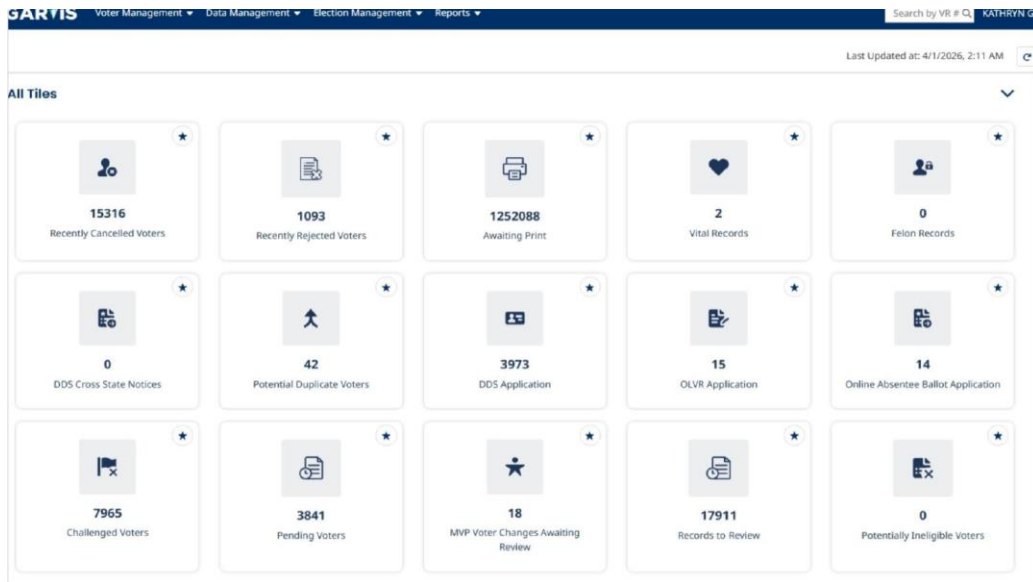 GARVIS Voter Management Data Management Election Management Reports Search by VR # KATHRYN G
Last Updated at: 4/1/2026, 2:11 AM
All Tiles
15316
Recently Cancelled Voters
1093
Recently Rejected Voters
1252088
Awaiting Print
2
Vital Records
0
Felon Records
0
DDS Cross State Notices
42
Potential Duplicate Voters
3973
DDS Application
15
OLVR Application
14
Online Absentee Ballot Application
7965
Challenged Voters
3841
Pending Voters
18
MVP Voter Changes Awaiting
Review
17911
Records to Review
0
Potentially Ineligible Voters